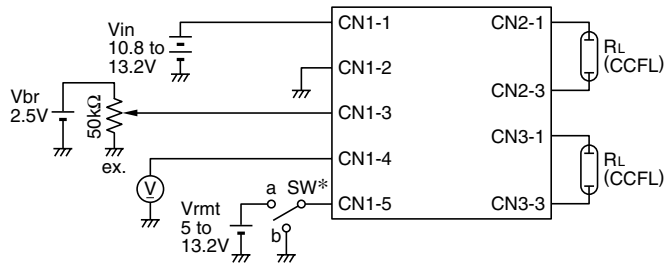 Vin
10.8 to
13.2V
Vbr
2.5V
50kΩ
ex.
V
Vrmt
5 to
13.2V
a
SW*
b
CN1-1
CN1-2
CN1-3
CN1-4
CN1-5
CN2-1
CN2-3
CN3-1
CN3-3
RL
(CCFL)
RL
(CCFL)